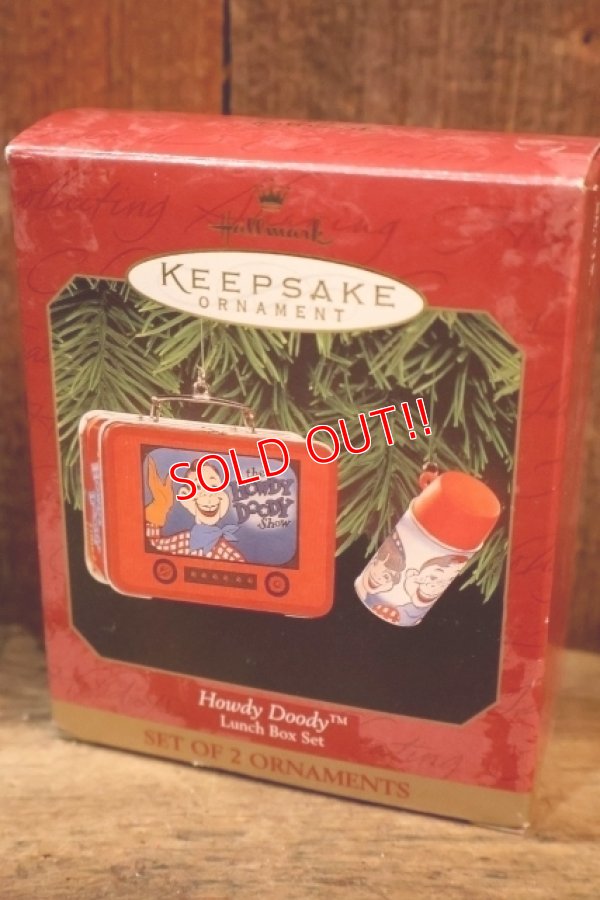 Hallmark
KEEPSAKE
ORNAMENT
the
HOWDY
DOODY
Show
SOLD OUT!!
Howdy Doody™
Lunch Box Set
SET OF 2 ORNAMENTS